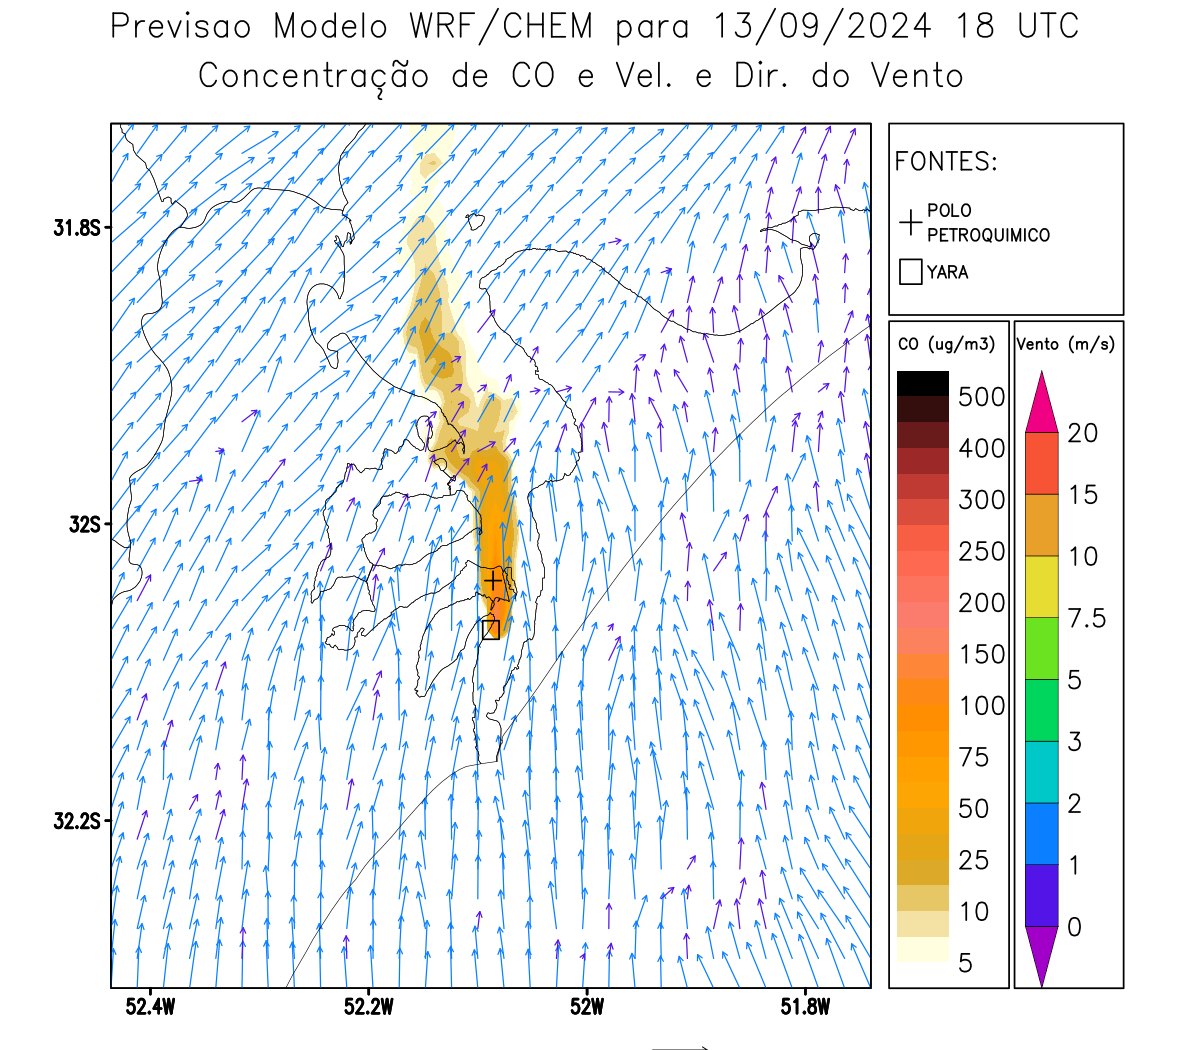 Previsao Modelo WRF/CHEM para 13/09/2024 18 UTC
Concentração de CO e Vel. e Dir. do Vento
FONTES:
POLO
PETROQUIMICO
YARA
31.8S
32S
32.2S
52.4W
52.2W
52W
51.8W
CO (ug/m3)
500
400
300
250
200
150
100
75
50
25
10
5
Vento (m/s)
20
15
10
7.5
5
3
2
1
0